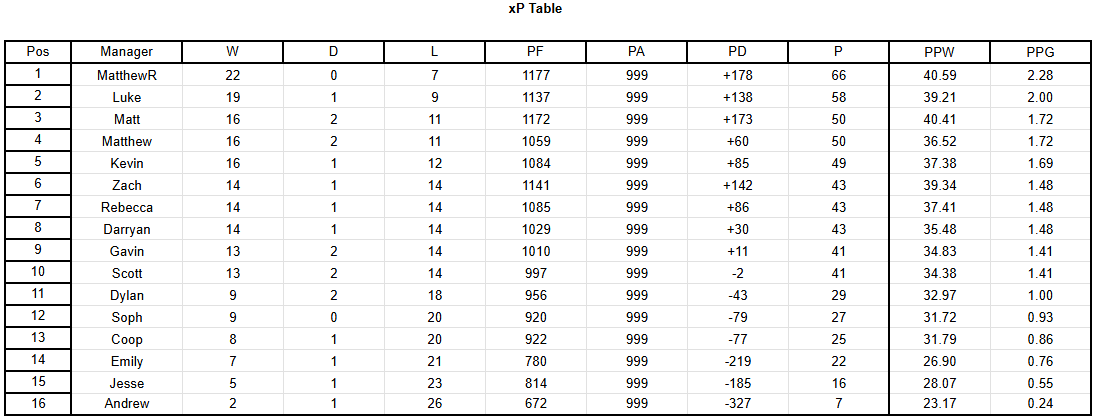 xP Table
Pos Manager W D L PF PA PD P PPW PPG
1 MatthewR 22 0 7 1177 999 +178 66 40.59 2.28
2 Luke 19 1 9 1137 999 +138 58 39.21 2.00
3 Matt 16 2 11 1172 999 +173 50 40.41 1.72
4 Matthew 16 2 11 1059 999 +60 50 36.52 1.72
5 Kevin 16 1 12 1084 999 +85 49 37.38 1.69
6 Zach 14 1 14 1141 999 +142 43 39.34 1.48
7 Rebecca 14 1 14 1085 999 +86 43 37.41 1.48
8 Darryan 14 1 14 1029 999 +30 43 35.48 1.48
9 Gavin 13 2 14 1010 999 +11 41 34.83 1.41
10 Scott 13 2 14 997 999 -2 41 34.38 1.41
11 Dylan 9 2 18 956 999 -43 29 32.97 1.00
12 Soph 9 0 20 920 999 -79 27 31.72 0.93
13 Coop 8 1 20 922 999 -77 25 31.79 0.86
14 Emily 7 1 21 780 999 -219 22 26.90 0.76
15 Jesse 5 1 23 814 999 -185 16 28.07 0.55
16 Andrew 2 1 26 672 999 -327 7 23.17 0.24